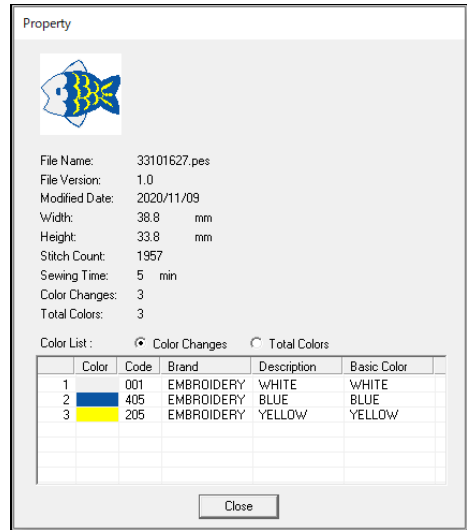 Property
File Name: 33101627.pes
File Version: 1.0
Modified Date: 2020/11/09
Width: 38.8 mm
Height: 33.8 mm
Stitch Count: 1957
Sewing Time: 5 min
Color Changes: 3
Total Colors: 3
Color List : Color Changes Total Colors
Color Code Brand Description Basic Color
1 001 EMBROIDERY WHITE WHITE
2 405 EMBROIDERY BLUE BLUE
3 205 EMBROIDERY YELLOW YELLOW
Close